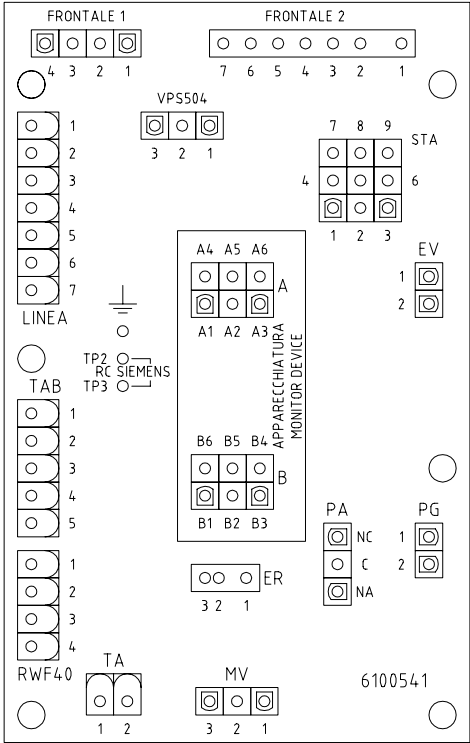 FRONTALE 1
FRONTALE 2
4 3 2 1
7 6 5 4 3 2 1
VPS504
3 2 1
1
2
3
4
5
6
7
LINEA
7 8 9
STA
4 6
1 2 3
EV
1
2
TP2
RC SIEMENS
TP3
A4 A5 A6
A
A1 A2 A3
APPARECCHIATURA
MONITOR DEVICE
B6 B5 B4
B
B1 B2 B3
TAB
1
2
3
4
5
PA
NC
C
NA
PG
1
2
1
2
3
4
RWF40
ER
3 2 1
TA
1 2
MV
3 2 1
6100541